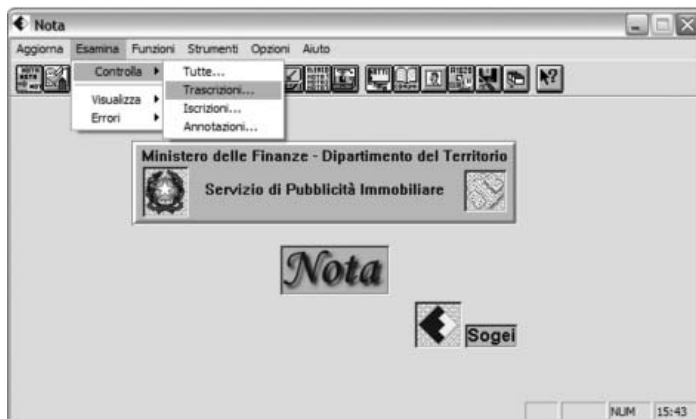 Nota
Aggiorna Esamina Funzioni Strumenti Opzioni Aiuto
Controlla
Visualizza
Errori
Tutte...
Trascrizioni...
Iscrizioni...
Annotazioni...
Ministero delle Finanze - Dipartimento del Territorio
Servizio di Pubblicità Immobiliare
Nota
Sogei
NUM 15:43